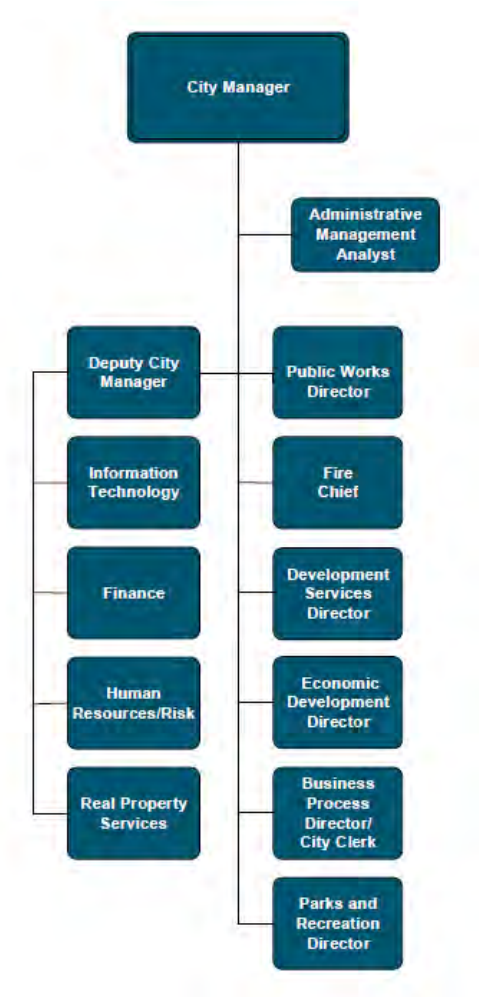 City Manager
Administrative
Management
Analyst
Deputy City
Manager
Public Works
Director
Information
Technology
Fire
Chief
Finance
Development
Services
Director
Human
Resources/Risk
Economic
Development
Director
Real Property
Services
Business
Process
Director/
City Clerk
Parks and
Recreation
Director